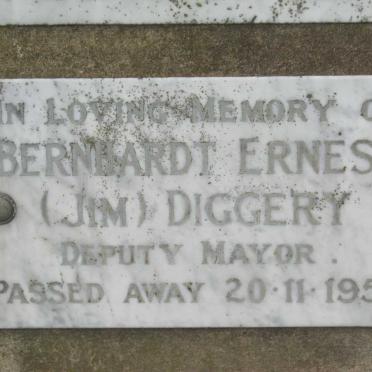 IN LOVING MEMORY O
BERNHARDT ERNES
(JIM) DIGGERY
DEPUTY MAYOR.
PASSED AWAY 20·11·195